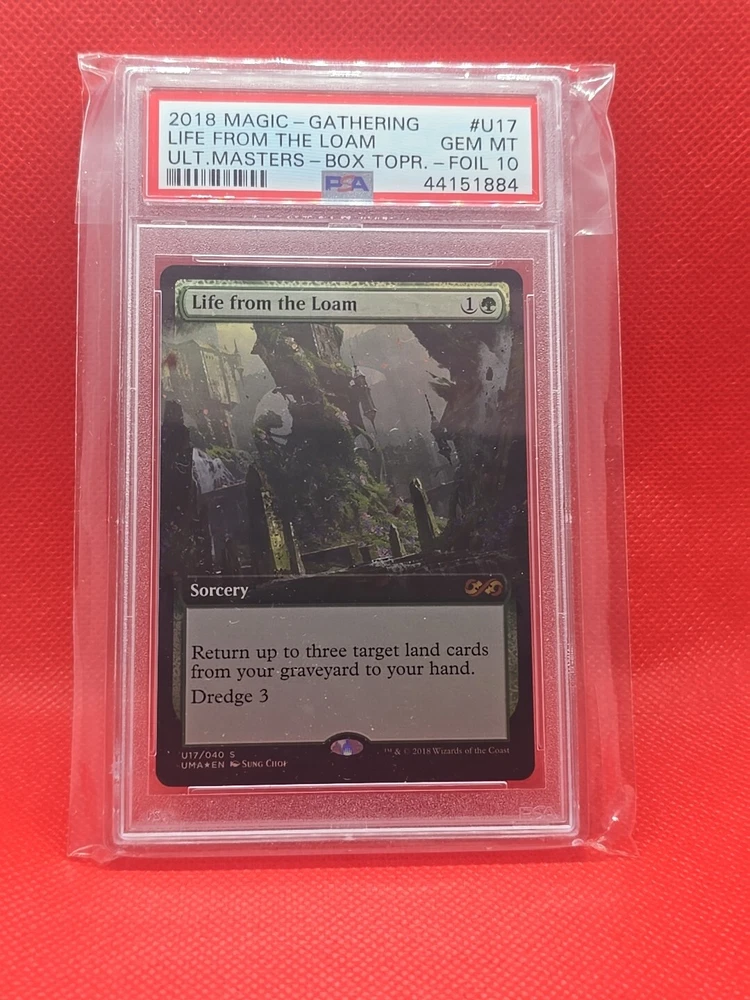 2018 MAGIC - GATHERING #U17
LIFE FROM THE LOAM GEM MT
ULT.MASTERS - BOX TOPR. - FOIL 10
PSA 44151884
Life from the Loam 1
Sorcery
Return up to three target land cards
from your graveyard to your hand.
Dredge 3
U17/040 S ™ & © 2018 Wizards of the Coast
UMA★EN Sung Choi